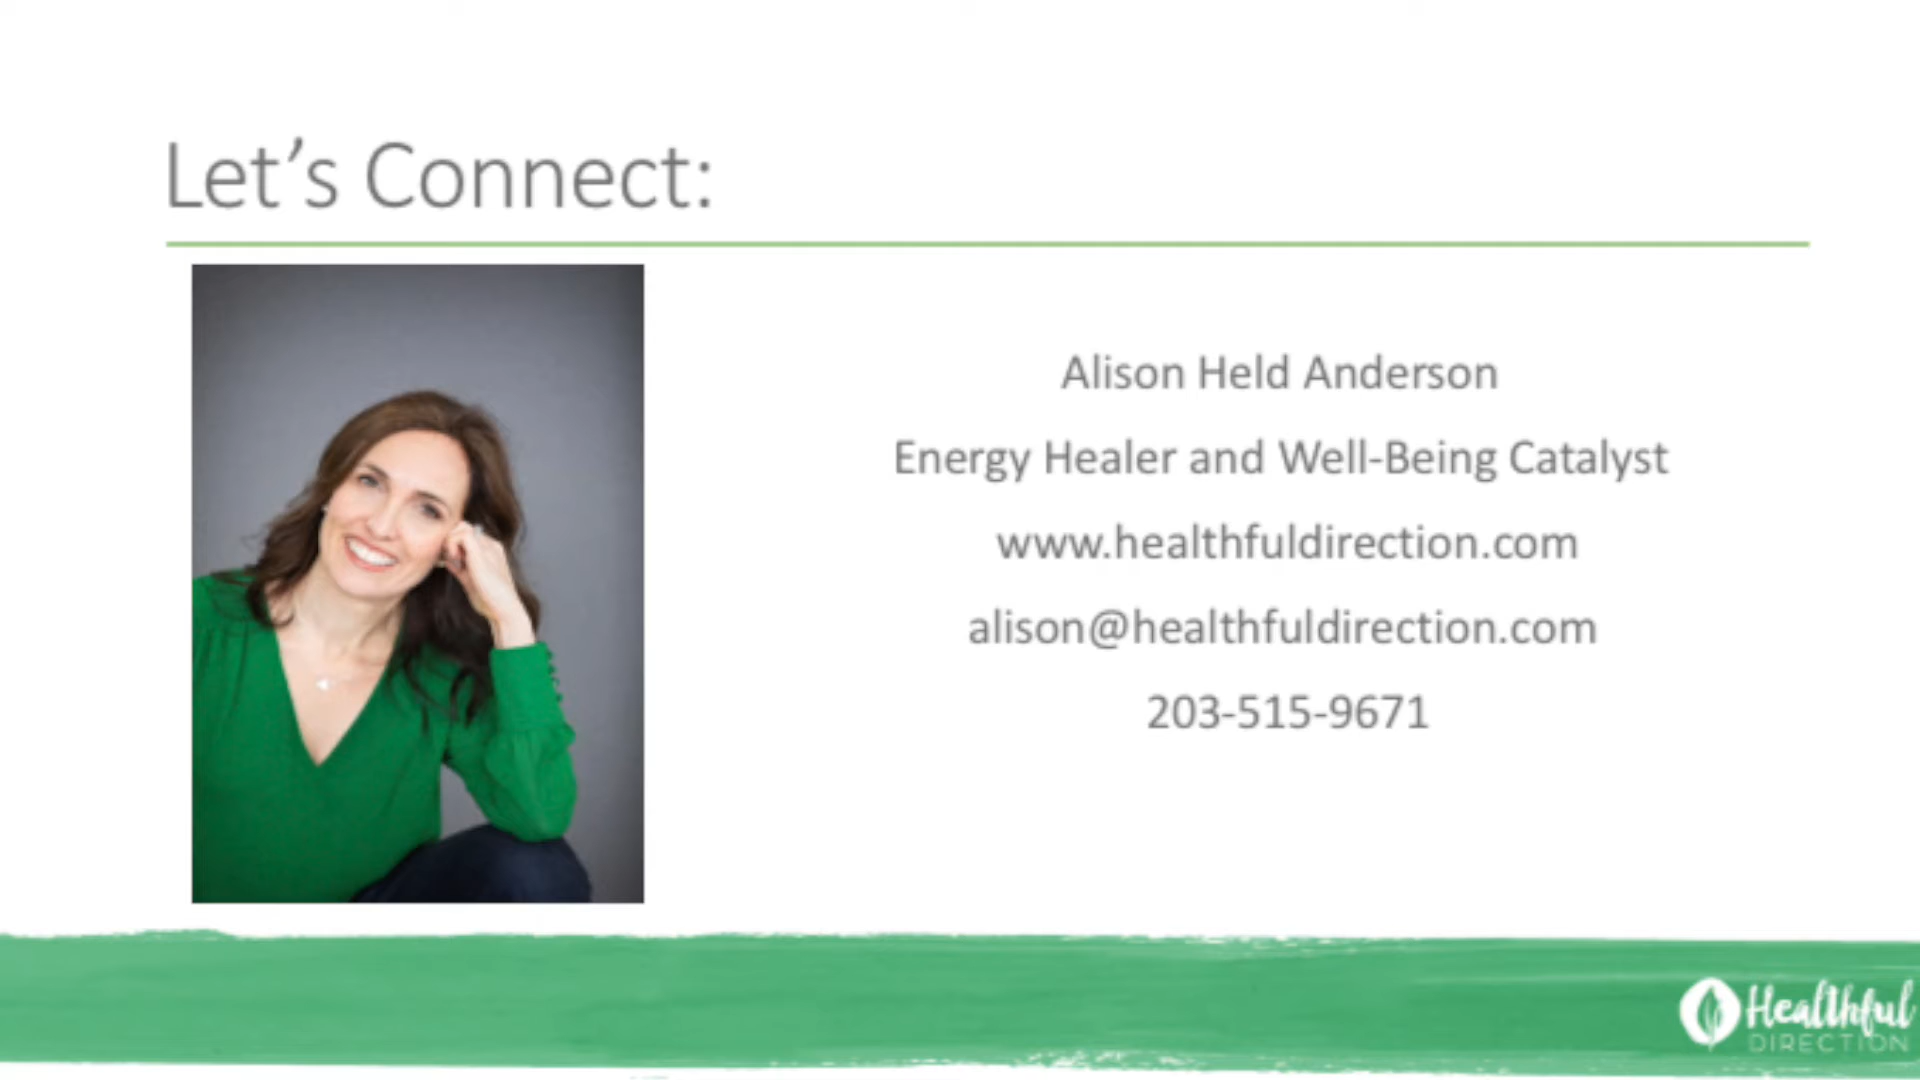 Let’s Connect:
Alison Held Anderson
Energy Healer and Well-Being Catalyst
www.healthfuldirection.com
alison@healthfuldirection.com
203-515-9671
Healthful
DIRECTION